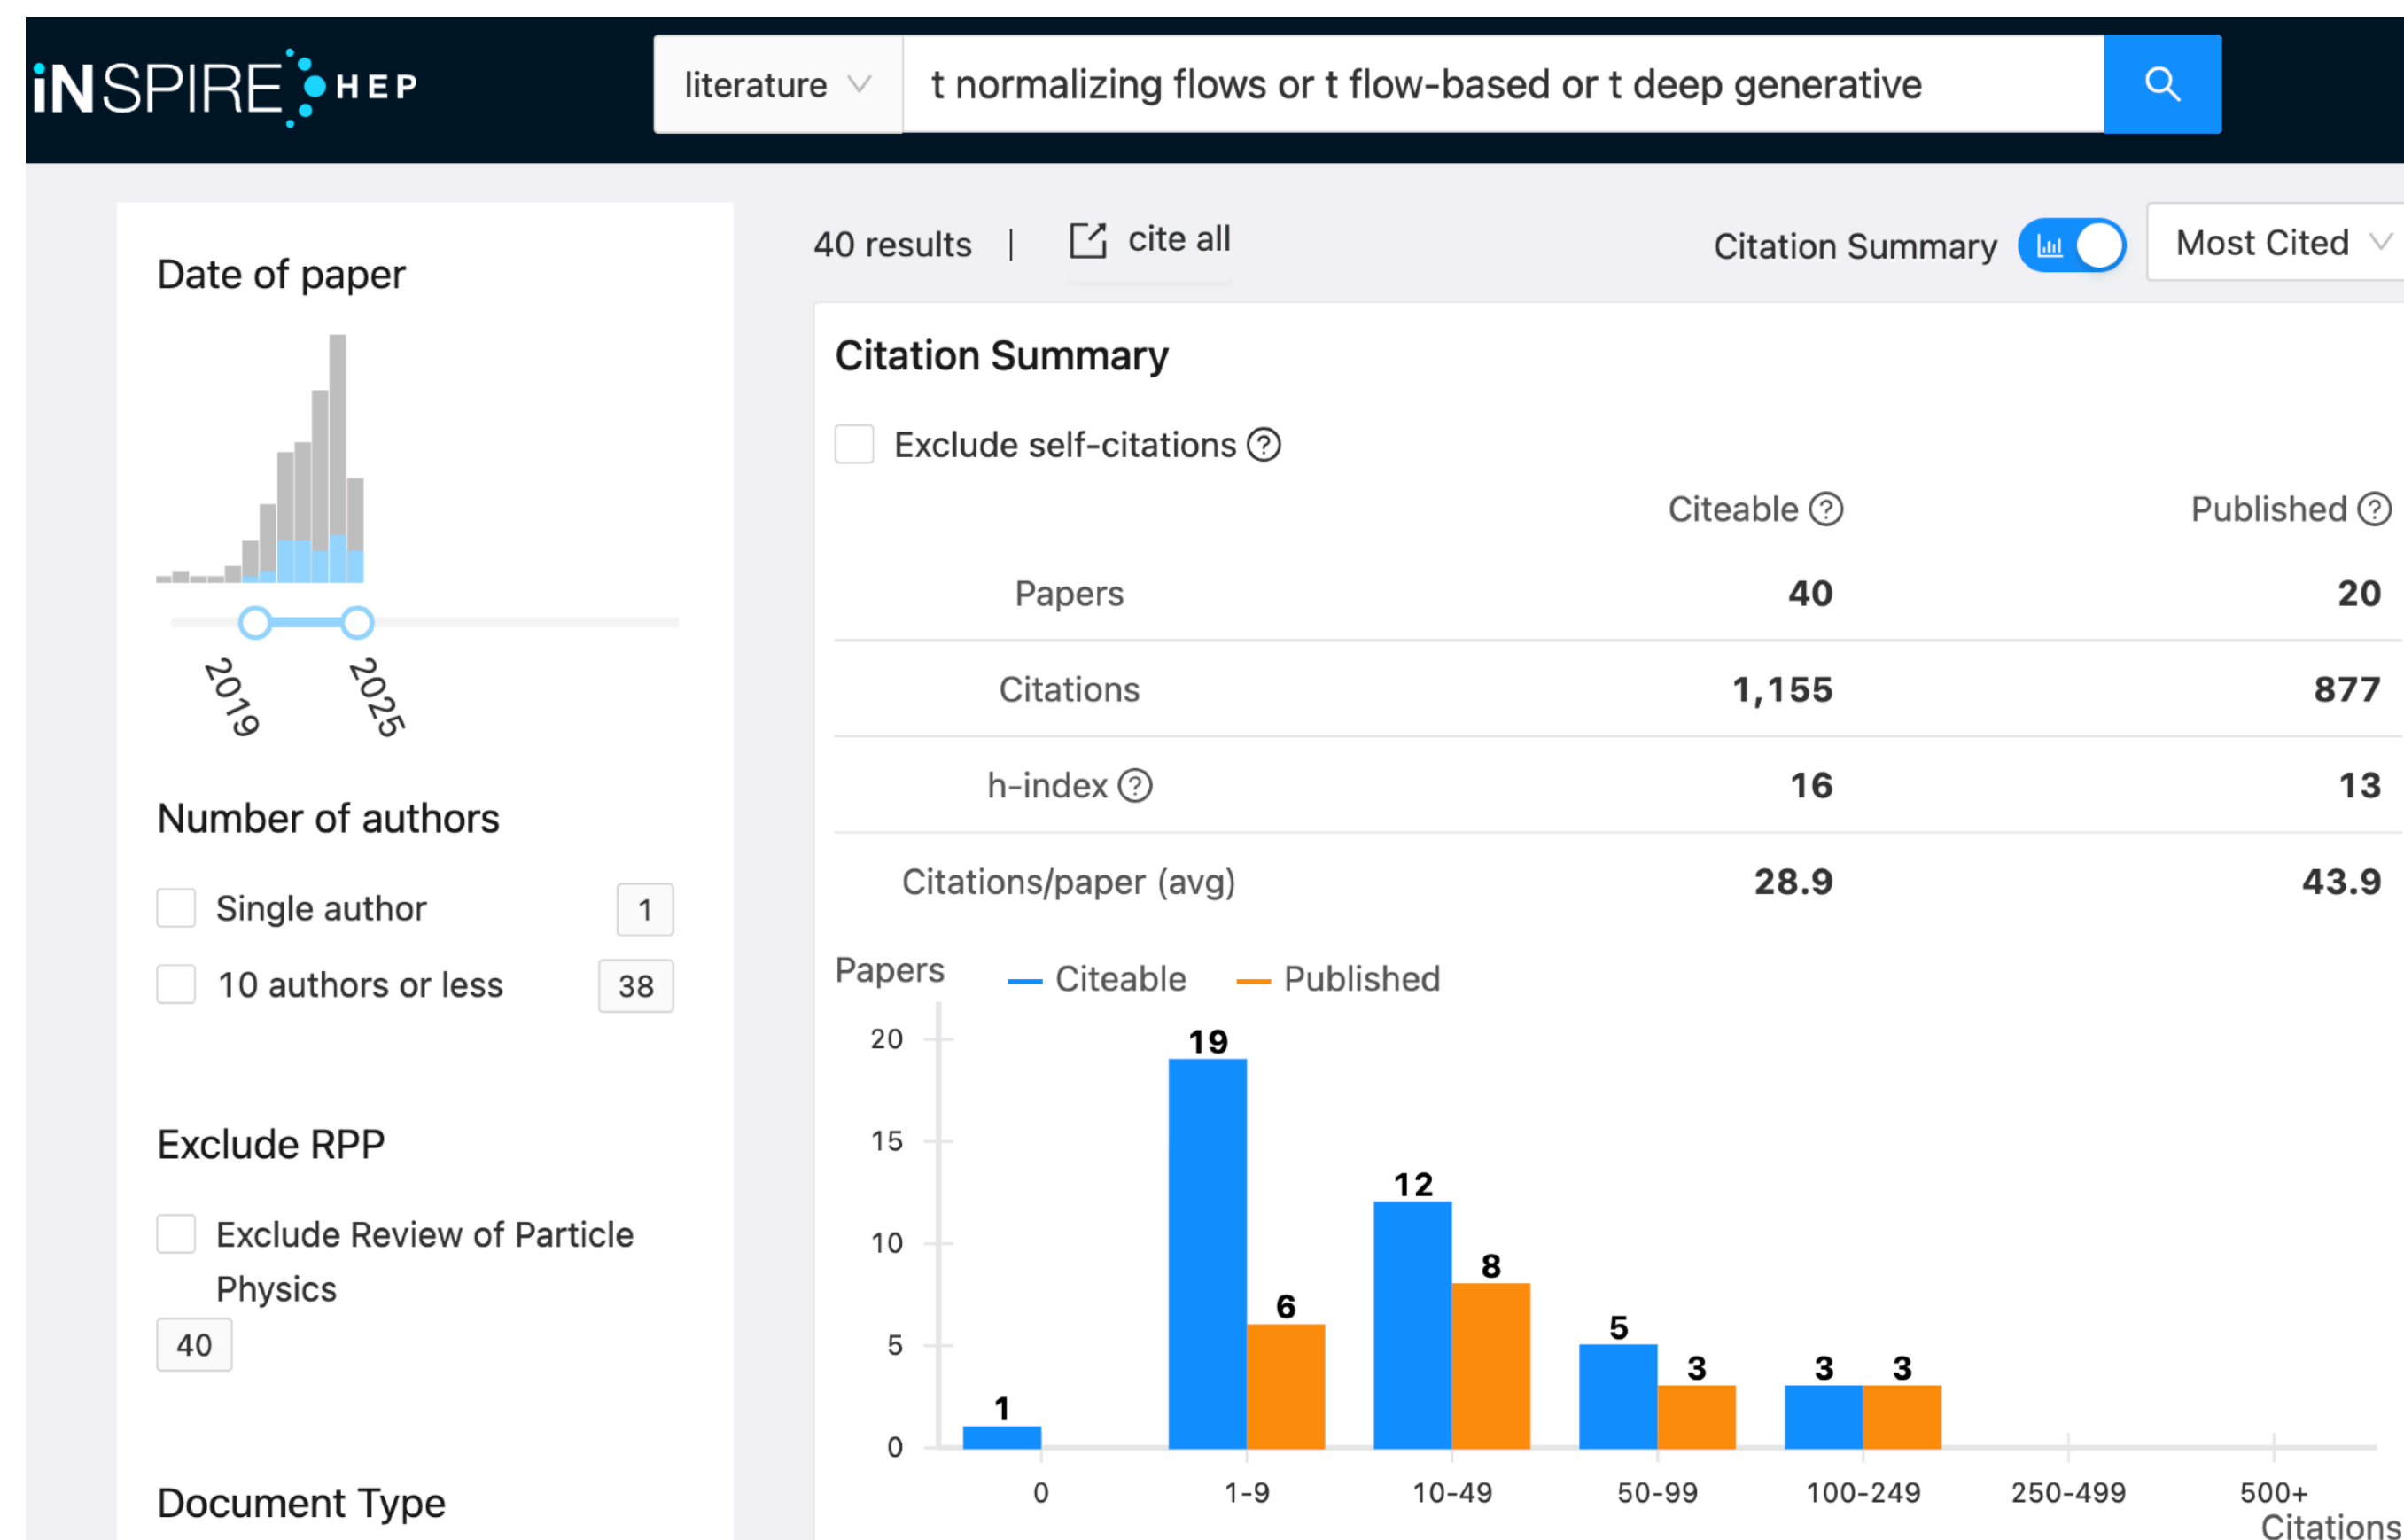 iNSPIRE HEP
literature
t normalizing flows or t flow-based or t deep generative
Date of paper
2019
2025
Number of authors
Single author 1
10 authors or less 38
Exclude RPP
Exclude Review of Particle
Physics
40
Document Type
40 results | cite all
Citation Summary
Most Cited
Citation Summary
Exclude self-citations ?
Citeable ? Published ?
Papers 40 20
Citations 1,155 877
h-index ? 16 13
Citations/paper (avg) 28.9 43.9
Papers
Citeable Published
20
15
10
5
0
1
19
6
12
8
5
3
3
3
0 1-9 10-49 50-99 100-249 250-499 500+
Citations